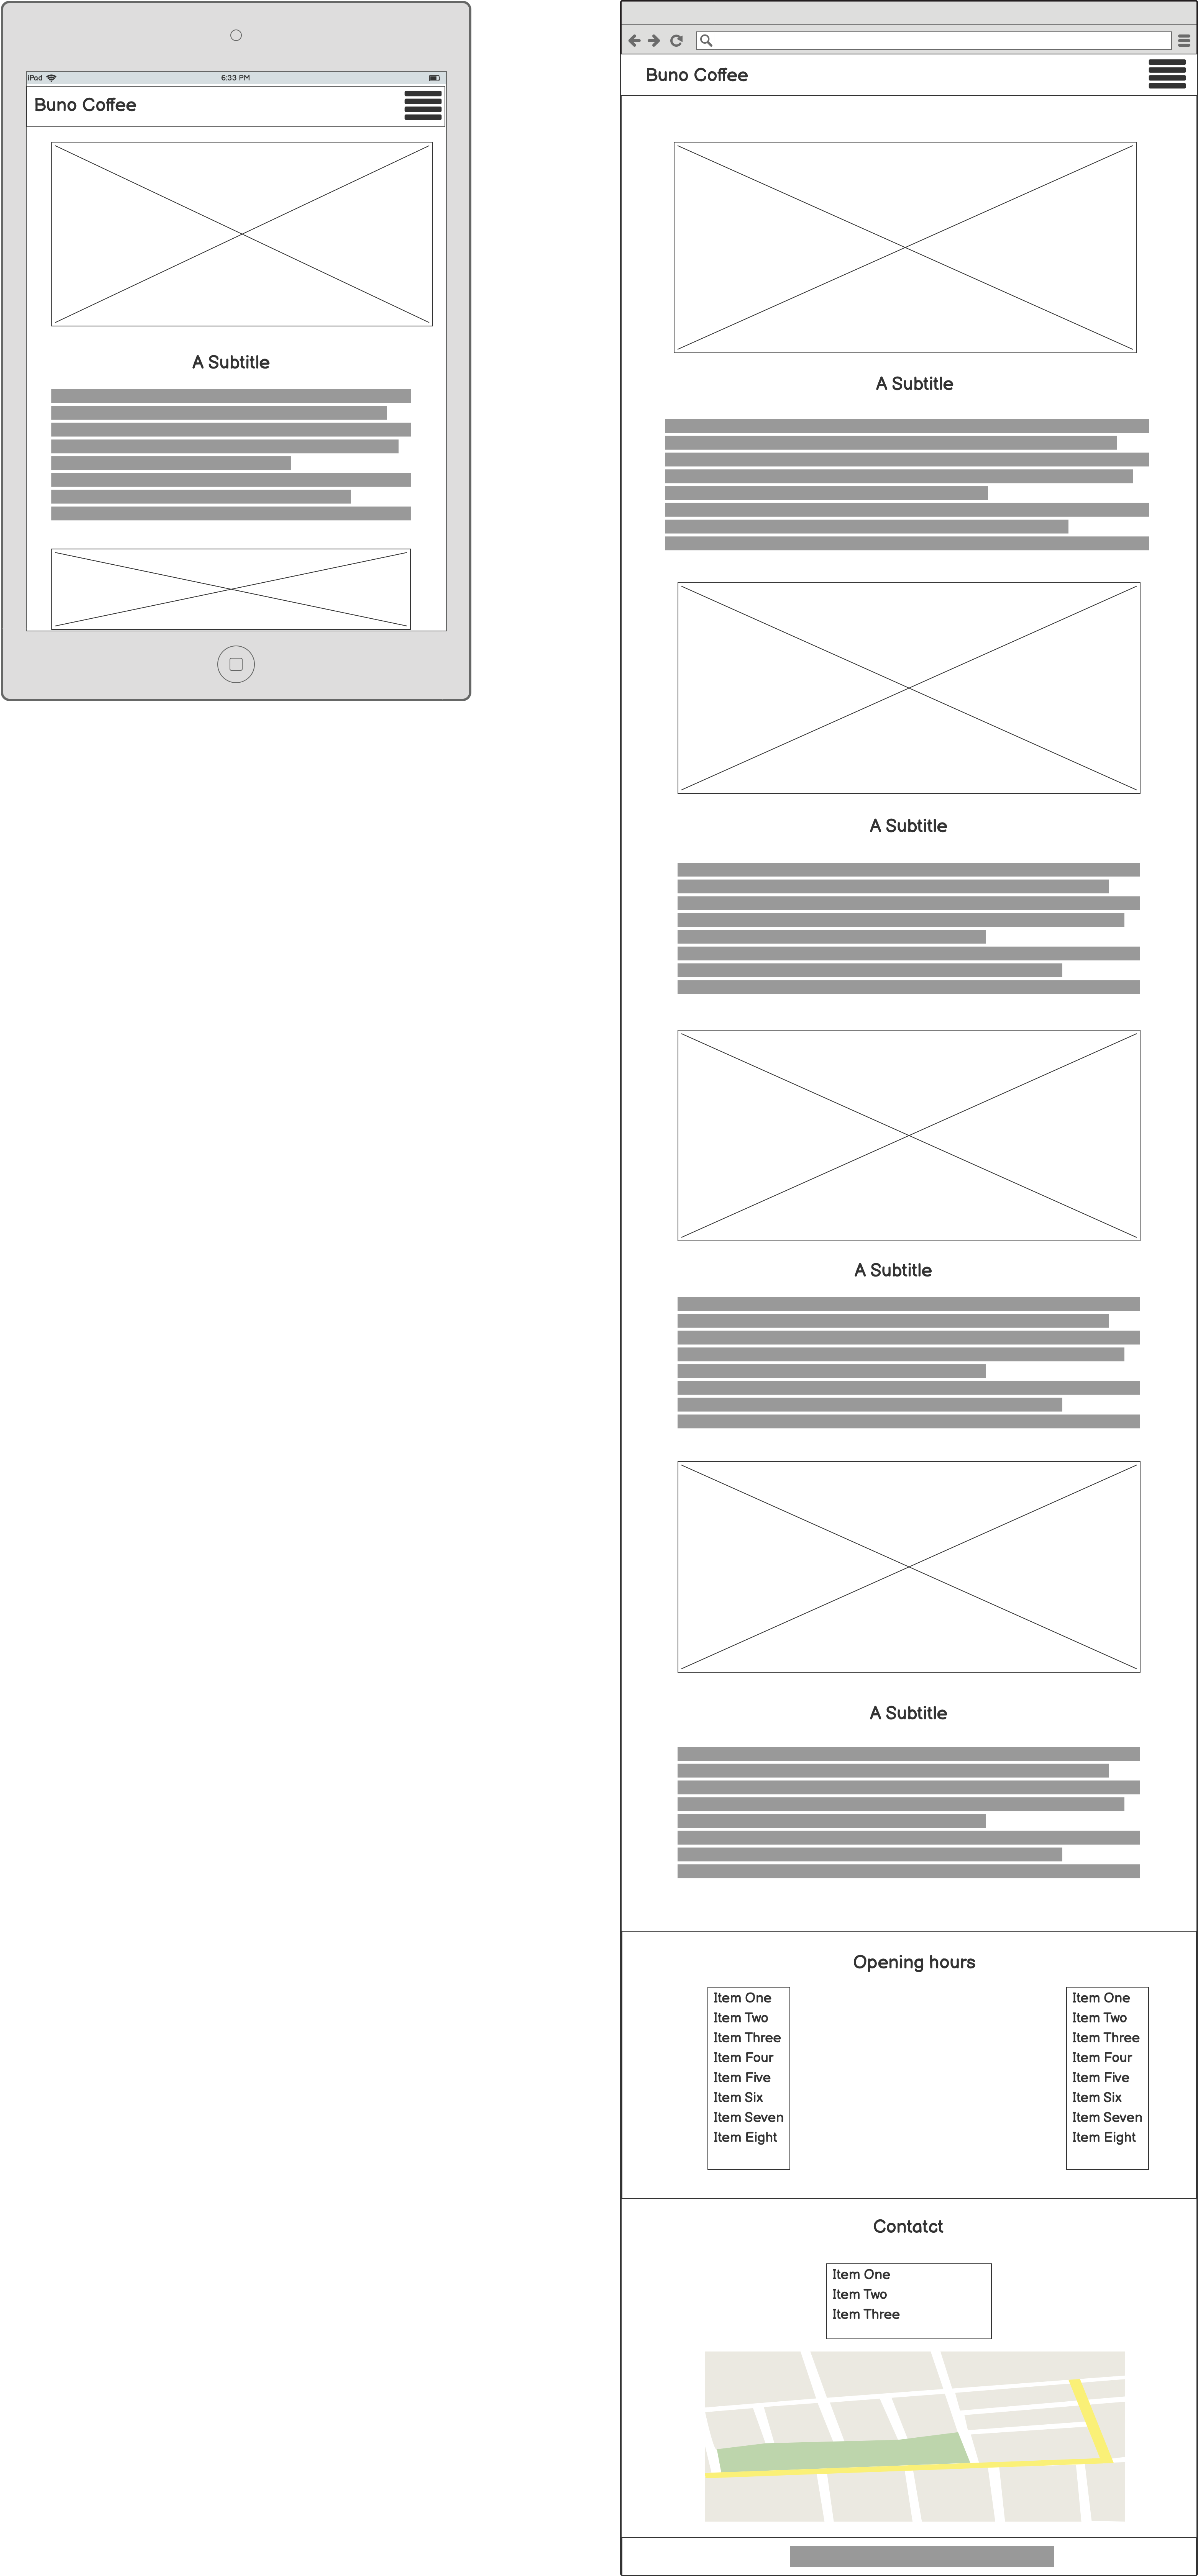 iPad
6:33 PM
Buno Coffee
A Subtitle
Buno Coffee
A Subtitle
A Subtitle
A Subtitle
A Subtitle
Opening hours
Item One
Item Two
Item Three
Item Four
Item Five
Item Six
Item Seven
Item Eight
Item One
Item Two
Item Three
Item Four
Item Five
Item Six
Item Seven
Item Eight
Contatct
Item One
Item Two
Item Three